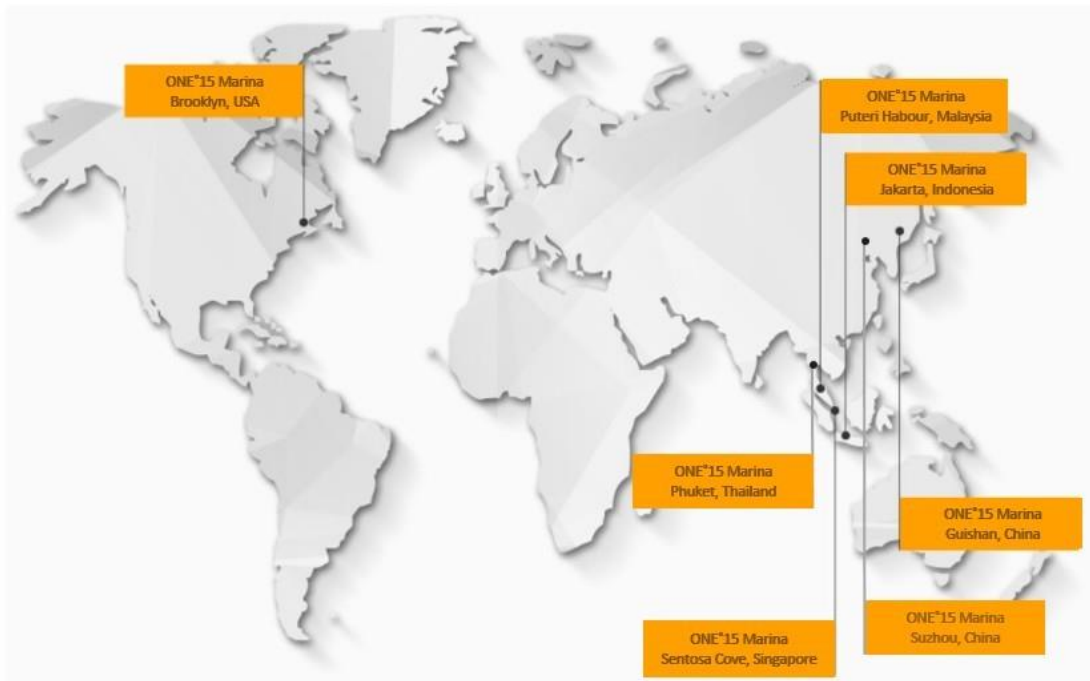 ONE°15 Marina
Brooklyn, USA
ONE°15 Marina
Puteri Habour, Malaysia
ONE°15 Marina
Jakarta, Indonesia
ONE°15 Marina
Phuket, Thailand
ONE°15 Marina
Guishan, China
ONE°15 Marina
Suzhou, China
ONE°15 Marina
Sentosa Cove, Singapore